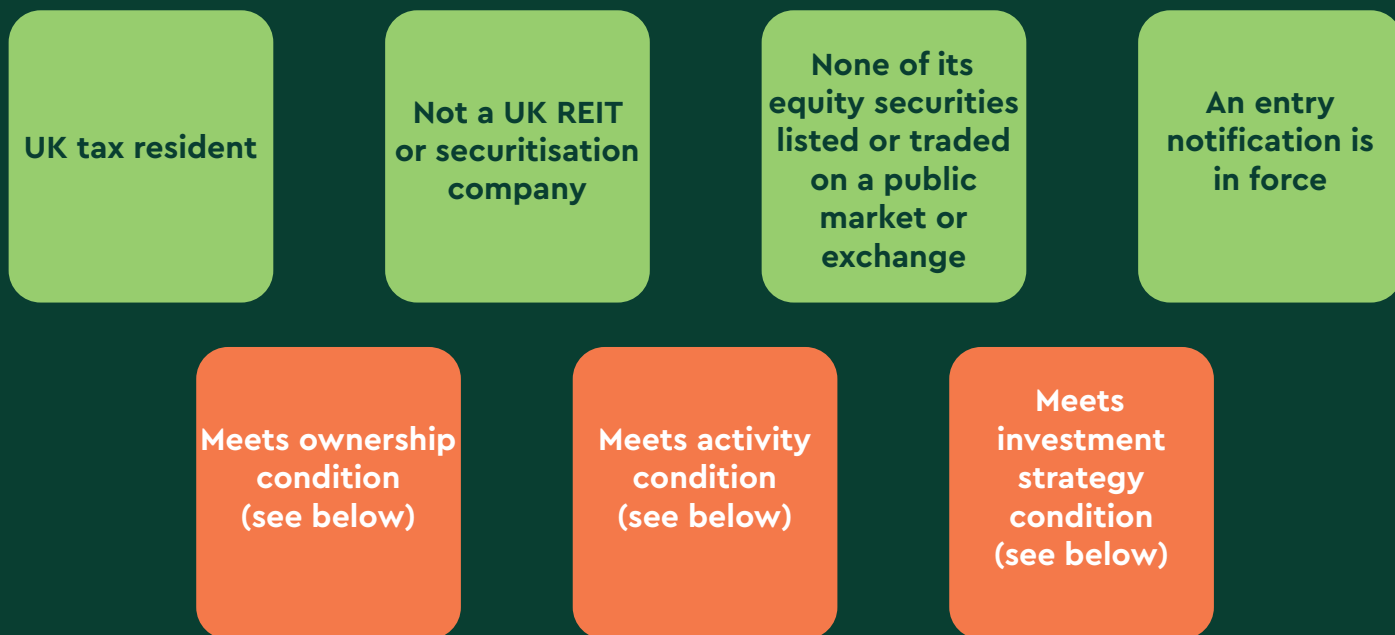 UK tax resident
Not a UK REIT
or securitisation
company
None of its
equity securities
listed or traded
on a public
market or
exchange
An entry
notification is
in force
Meets ownership
condition
(see below)
Meets activity
condition
(see below)
Meets
investment
strategy
condition
(see below)